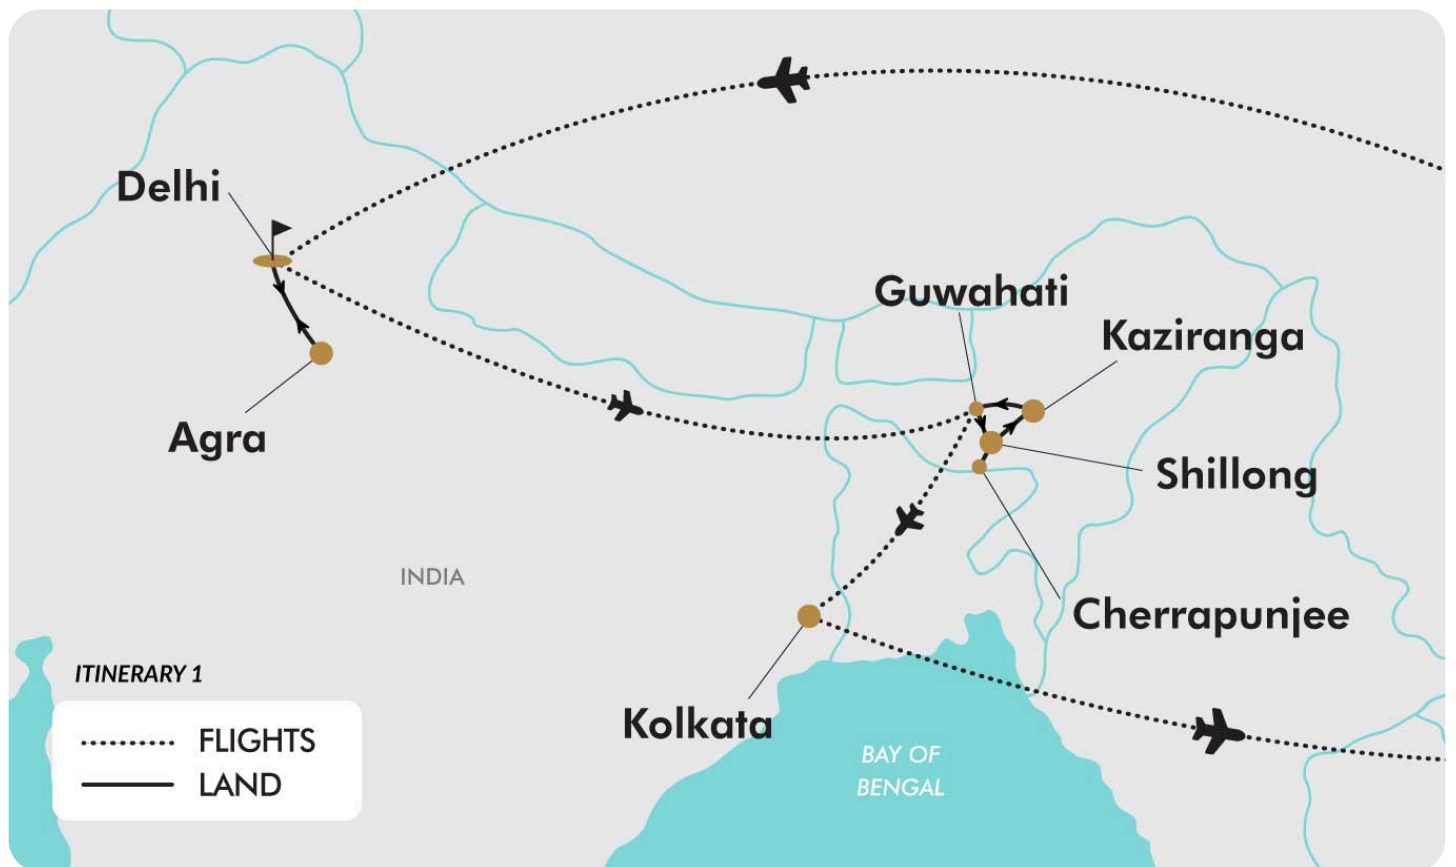 Delhi
Guwahati
Kaziranga
Agra
Shillong
INDIA
Cherrapunjee
ITINERARY 1
Kolkata
FLIGHTS
LAND
BAY OF
BENGAL